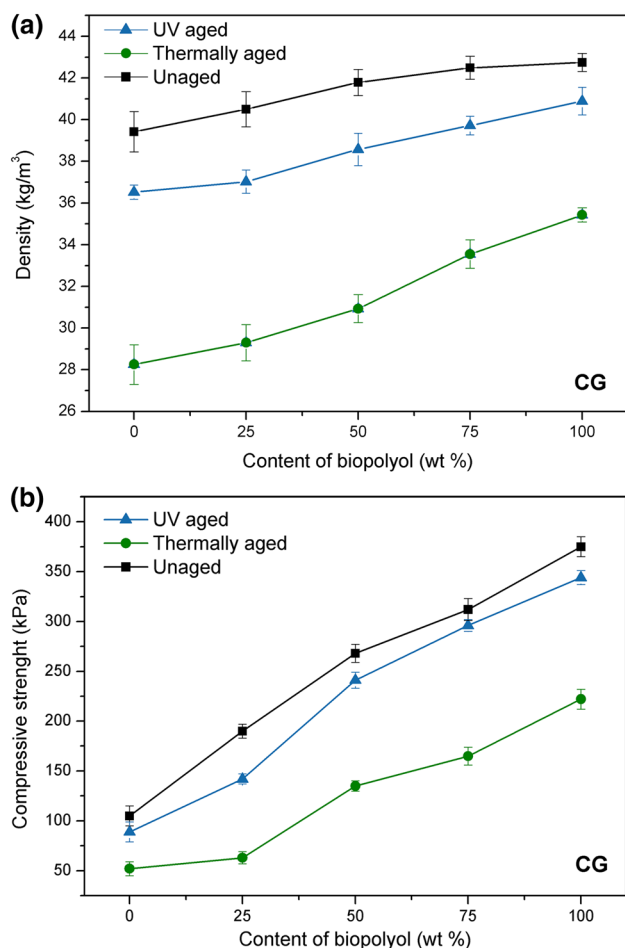 (a)
UV aged
Thermally aged
Unaged
44
42
40
38
36
34
32
30
28
26
Density (kg/m³)
CG
0 25 50 75 100
Content of biopolyol (wt %)
(b)
UV aged
Thermally aged
Unaged
400
350
300
250
200
150
100
50
Compressive strenght (kPa)
CG
0 25 50 75 100
Content of biopolyol (wt %)